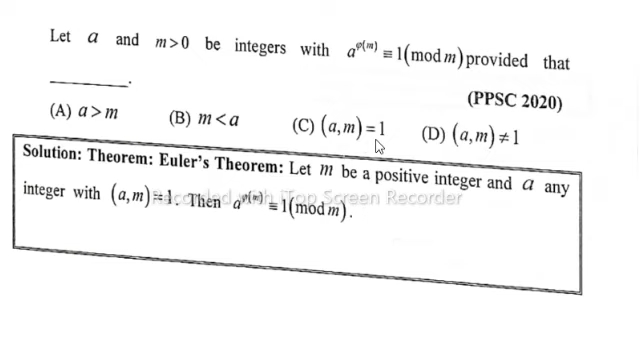 Let a and m>0 be integers with a^φ(m) ≡ 1(mod m) provided that
________.
(PPSC 2020)
(A) a > m (B) m < a (C) (a,m) = 1 (D) (a,m) ≠ 1
Solution: Theorem: Euler's Theorem: Let m be a positive integer and a any
integer with (a,m) = 1. Then a^φ(m) ≡ 1(mod m).
Recorded with iTop Screen Recorder